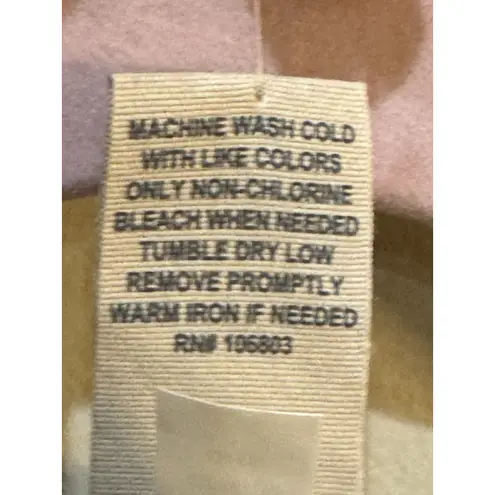 MACHINE WASH COLD
WITH LIKE COLORS
ONLY NON-CHLORINE
BLEACH WHEN NEEDED
TUMBLE DRY LOW
REMOVE PROMPTLY
WARM IRON IF NEEDED
RN# 106803